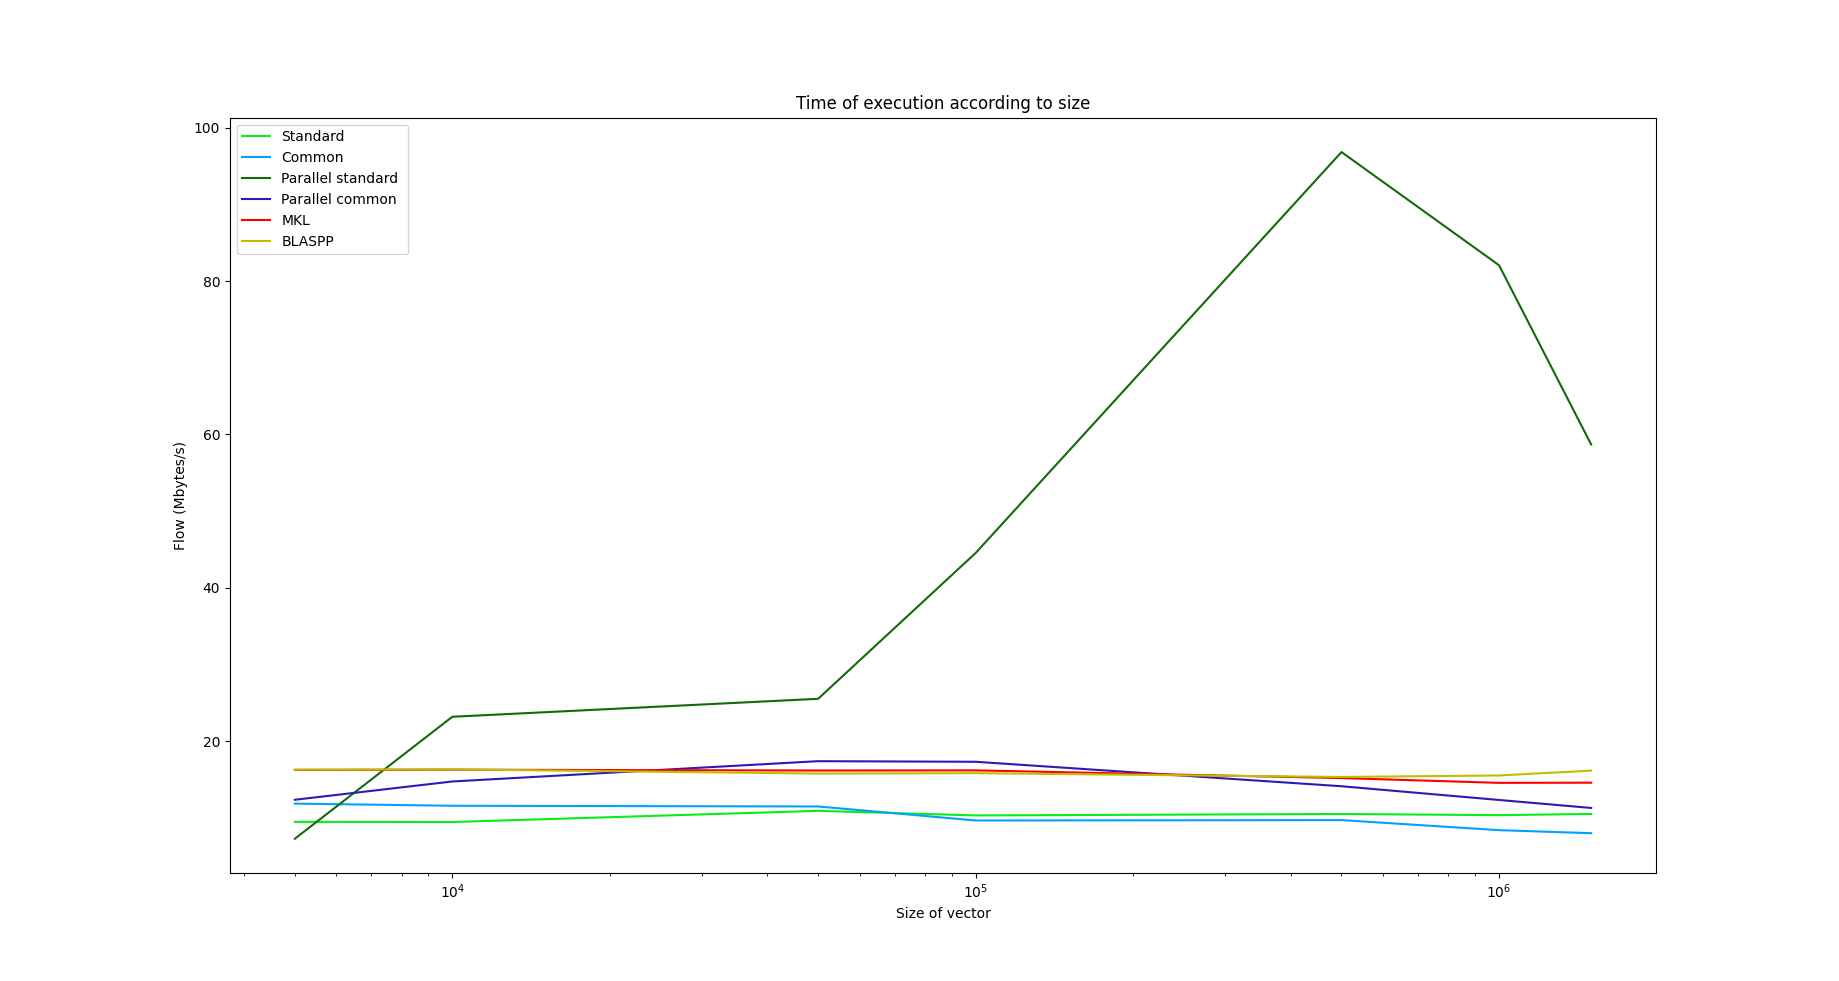 Time of execution according to size
100
80
60
40
20
Flow (Mbytes/s)
Standard
Common
Parallel standard
Parallel common
MKL
BLASPP
10⁴ 10⁵ 10⁶
Size of vector